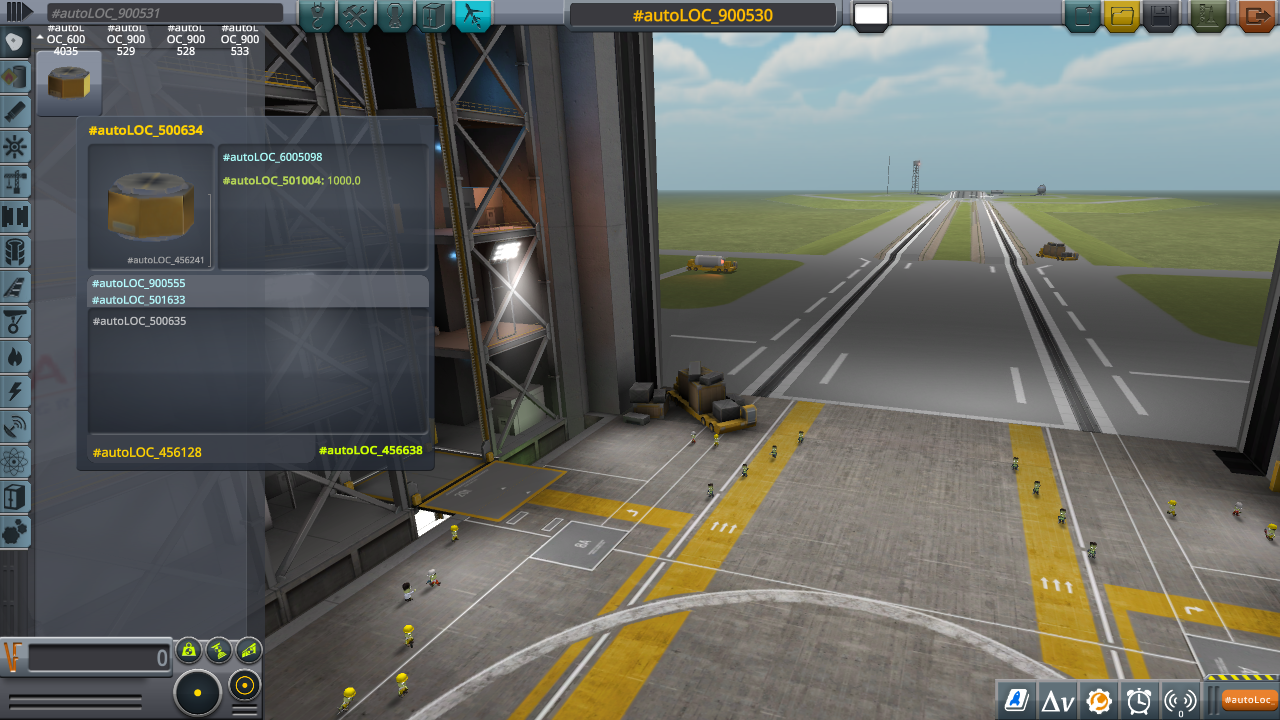 #autoLOC_900531
#autoLOC_900530
#autoL
OC_600
4035
#autoL
OC_900
529
#autoL
OC_900
528
#autoL
OC_900
533
#autoLOC_500634
#autoLOC_6005098
#autoLOC_501004: 1000.0
#autoLOC_456241
#autoLOC_900555
#autoLOC_501633
#autoLOC_500635
#autoLOC_456128
#autoLOC_456638
8A
0
A
Δv
#autoLoc_